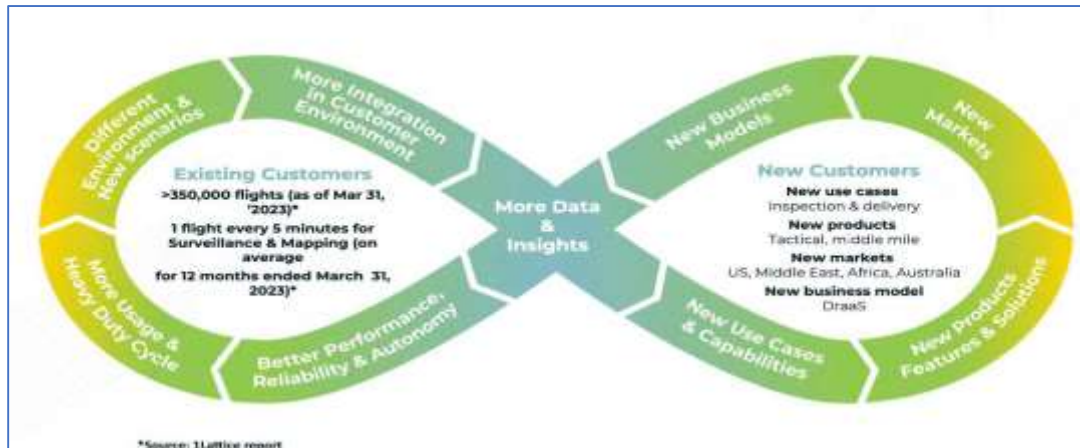 More Integration
in Customer
Environment
Different
Environment &
New scenarios
More Usage &
Heavy Duty Cycle
Better Performance,
Reliability & Autonomy
Existing Customers
>350,000 flights (as of Mar 31,
'2023)*
1 flight every 5 minutes for
Surveillance & Mapping (on
average
for 12 months ended March 31,
2023)*
More Data
&
Insights
New Business
Models
New
Markets
New Products
Features & Solutions
New Use Cases
& Capabilities
New Customers
New use cases
Inspection & delivery
New products
Tactical, middle mile
New markets
US, Middle East, Africa, Australia
New business model
DraaS
*Source: 1Lattice report